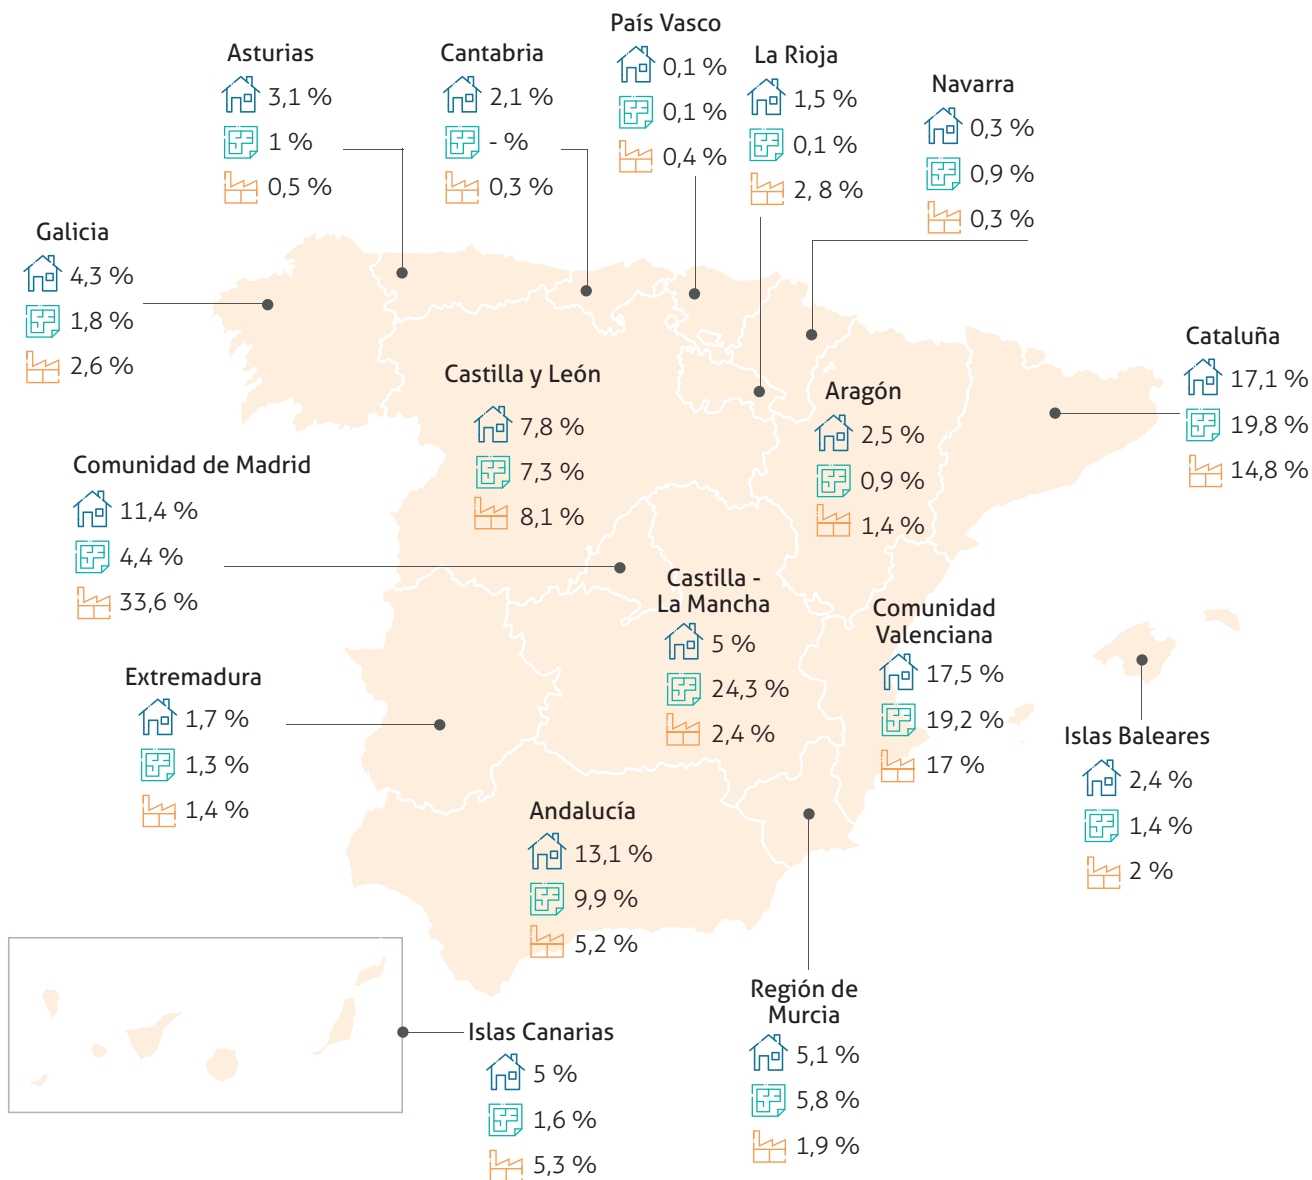 País Vasco
0,1 %
0,1 %
0,4 %
Asturias
3,1 %
1 %
0,5 %
Cantabria
2,1 %
- %
0,3 %
La Rioja
1,5 %
0,1 %
2, 8 %
Navarra
0,3 %
0,9 %
0,3 %
Galicia
4,3 %
1,8 %
2,6 %
Cataluña
17,1 %
19,8 %
14,8 %
Castilla y León
7,8 %
7,3 %
8,1 %
Aragón
2,5 %
0,9 %
1,4 %
Comunidad de Madrid
11,4 %
4,4 %
33,6 %
Castilla -
La Mancha
5 %
24,3 %
2,4 %
Comunidad
Valenciana
17,5 %
19,2 %
17 %
Extremadura
1,7 %
1,3 %
1,4 %
Islas Baleares
2,4 %
1,4 %
2 %
Andalucía
13,1 %
9,9 %
5,2 %
Región de
Murcia
5,1 %
5,8 %
1,9 %
Islas Canarias
5 %
1,6 %
5,3 %